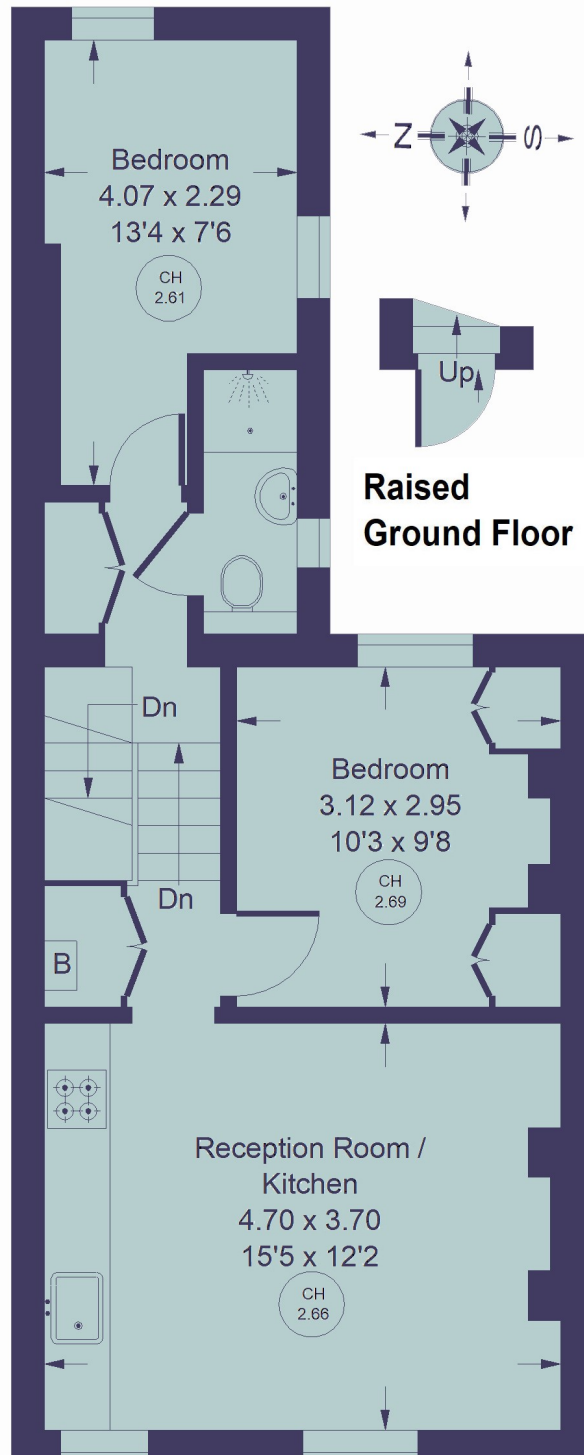 Bedroom
4.07 x 2.29
13'4 x 7'6
CH
2.61
N
S
Up
Raised
Ground Floor
Dn
Dn
Bedroom
3.12 x 2.95
10'3 x 9'8
CH
2.69
B
Reception Room /
Kitchen
4.70 x 3.70
15'5 x 12'2
CH
2.66